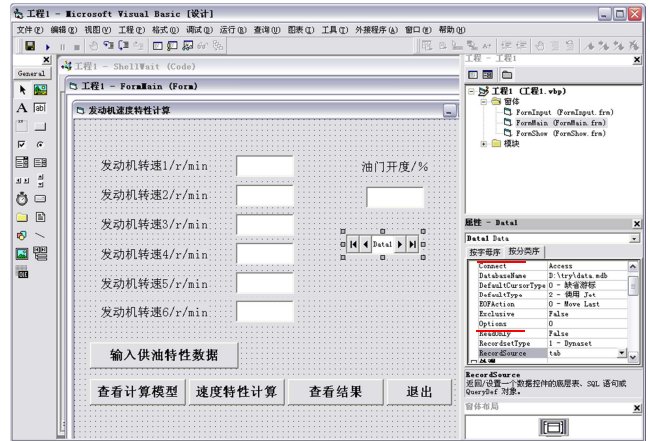 工程1 - Microsoft Visual Basic [设计]
文件(F) 编辑(E) 视图(V) 工程(P) 格式(O) 调试(D) 运行(R) 查询(U) 图表(I) 工具(T) 外接程序(A) 窗口(W) 帮助(H)
General
工程1 - ShellWait (Code)
工程1 - FormMain (Form)
发动机速度特性计算
发动机转速1/r/min
油门开度/%
发动机转速2/r/min
发动机转速3/r/min
Data1
发动机转速4/r/min
发动机转速5/r/min
发动机转速6/r/min
输入供油特性数据
查看计算模型
速度特性计算
查看结果
退出
工程 - 工程1
工程1 (工程1.vbp)
窗体
FormInput (FormInput.frm)
FormMain (FormMain.frm)
FormShow (FormShow.frm)
模块
属性 - Data1
Data1 Data
按字母序 按分类序
Connect Access
DatabaseName D:\try\data.mdb
DefaultCursorType 0 - 缺省游标
DefaultType 2 - 使用 Jet
EOFAction 0 - Move Last
Exclusive False
Options 0
ReadOnly False
RecordsetType 1 - Dynaset
RecordSource tab
外观
RecordSource
返回/设置一个数据控件的底层表、SQL 语句或
QueryDef 对象。
窗体布局